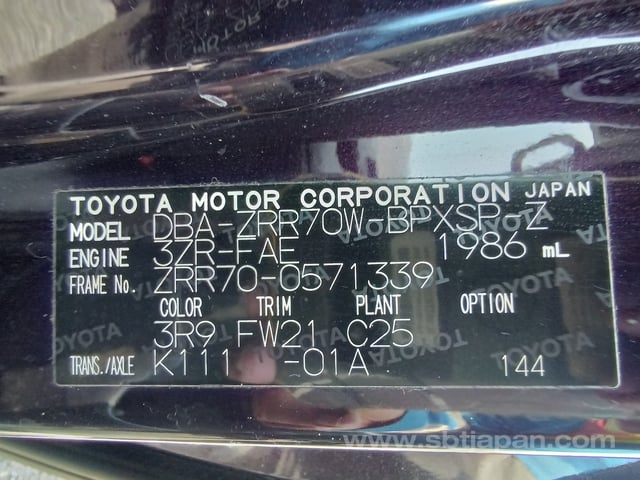 TOYOTA MOTOR CORPORATION JAPAN
MODEL DBA-ZRR70W-BPXSP-Z
ENGINE 3ZR-FAE 1986 mL
FRAME No. ZRR70-0571339
COLOR TRIM PLANT OPTION
3R9 FW21 C25
TRANS./AXLE K111 -01A 144
www.sbtjapan.com